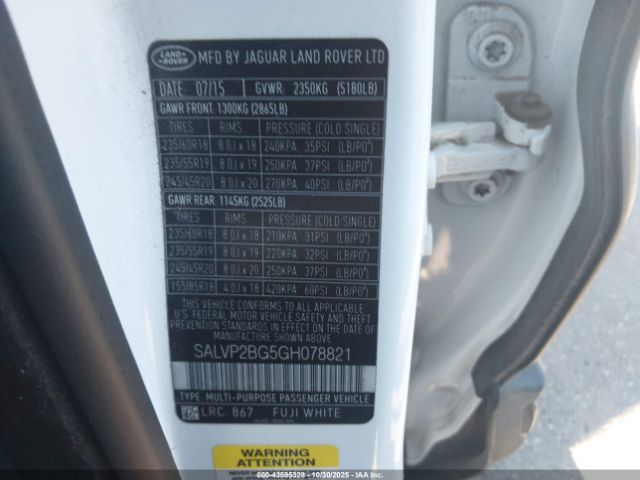 LAND ROVER
MFD BY JAGUAR LAND ROVER LTD
DATE 07/15 GVWR: 2350KG (5180LB)
GAWR FRONT: 1300KG (2865LB)
TIRES RIMS PRESSURE (COLD SINGLE)
235/60R18 8.0J x 18 240KPA 35PSI (LB/PO²)
235/55R19 8.0J x 19 250KPA 37PSI (LB/PO²)
245/45R20 8.0J x 20 270KPA 40PSI (LB/PO²)
GAWR REAR: 1145KG (2525LB)
TIRES RIMS PRESSURE (COLD SINGLE)
235/60R18 8.0J x 18 210KPA 31PSI (LB/PO²)
235/55R19 8.0J x 19 220KPA 32PSI (LB/PO²)
245/45R20 8.0J x 20 250KPA 37PSI (LB/PO²)
155/85R18 4.0J x 18 420KPA 60PSI (LB/PO²)
THIS VEHICLE CONFORMS TO ALL APPLICABLE
U.S FEDERAL MOTOR VEHICLE SAFETY STANDARDS
IN EFFECT ON THE DATE OF MANUFACTURE
SHOWN ABOVE
SALVP2BG5GH078821
TYPE: MULTI-PURPOSE PASSENGER VEHICLE
LRC: 867 FUJI WHITE
WARNING
ATTENTION
43595328 - 10/30/2025 - IAAI.com